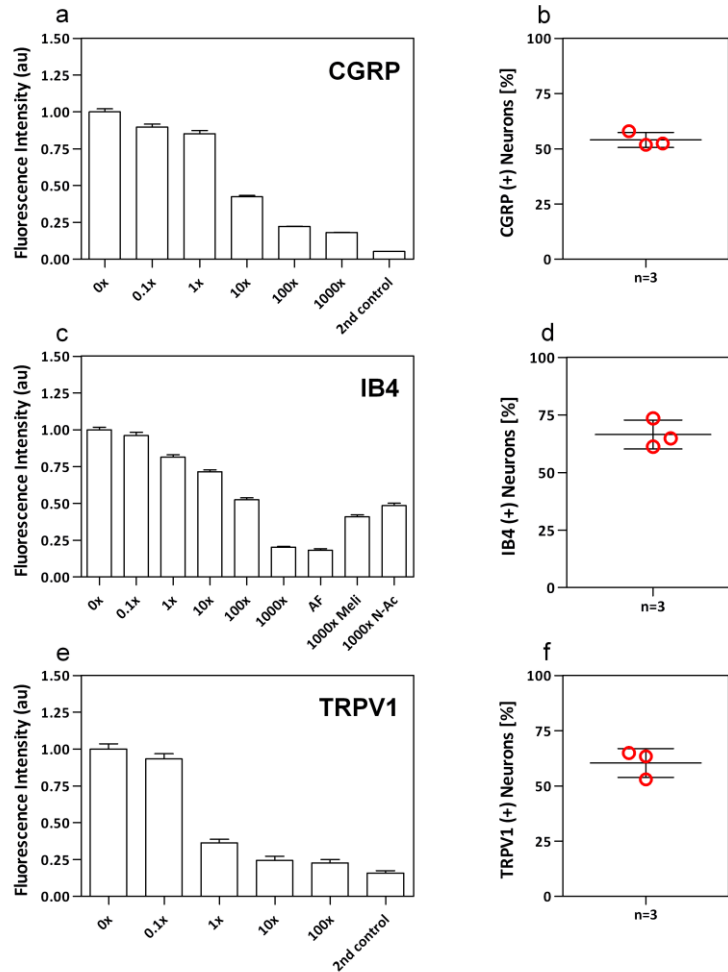 a
Fluorescence Intensity (au)
1.50
1.25
1.00
0.75
0.50
0.25
0.00
CGRP
0x
0.1x
1x
10x
100x
1000x
2nd control
b
CGRP (+) Neurons [%]
100
75
50
25
0
n=3
c
Fluorescence Intensity (au)
1.50
1.25
1.00
0.75
0.50
0.25
0.00
IB4
0x
0.1x
1x
10x
100x
1000x
AF
1000x Meli
1000x N-Ac
d
IB4 (+) Neurons [%]
100
75
50
25
0
n=3
e
Fluorescence Intensity (au)
1.50
1.25
1.00
0.75
0.50
0.25
0.00
TRPV1
0x
0.1x
1x
10x
100x
2nd control
f
TRPV1 (+) Neurons [%]
100
75
50
25
0
n=3